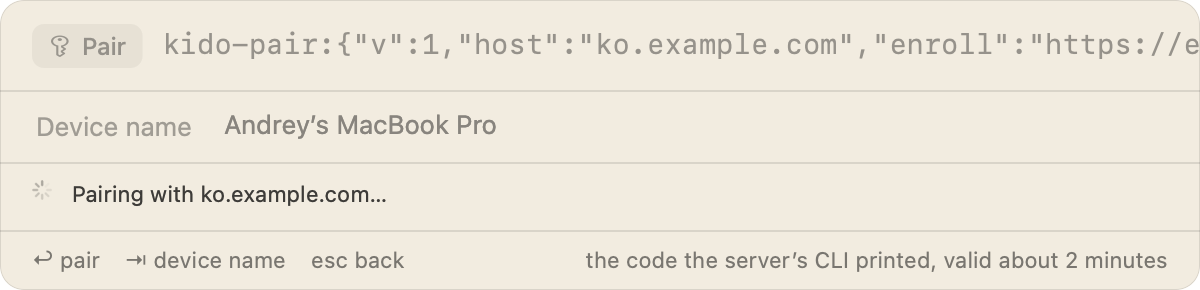 Pair kido-pair:{"v":1,"host":"ko.example.com","enroll":"https://e
Device name Andrey’s MacBook Pro
Pairing with ko.example.com…
↩ pair ⇥ device name esc back the code the server’s CLI printed, valid about 2 minutes